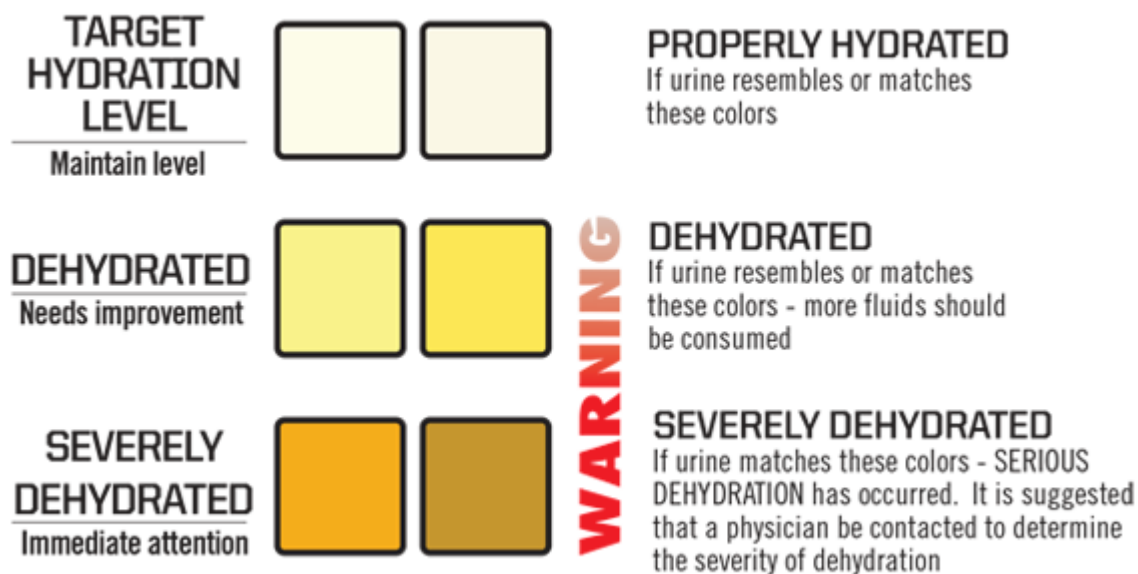 TARGET
HYDRATION
LEVEL
Maintain level
PROPERLY HYDRATED
If urine resembles or matches
these colors
DEHYDRATED
Needs improvement
WARNING
DEHYDRATED
If urine resembles or matches
these colors - more fluids should
be consumed
SEVERELY
DEHYDRATED
Immediate attention
SEVERELY DEHYDRATED
If urine matches these colors - SERIOUS
DEHYDRATION has occurred. It is suggested
that a physician be contacted to determine
the severity of dehydration